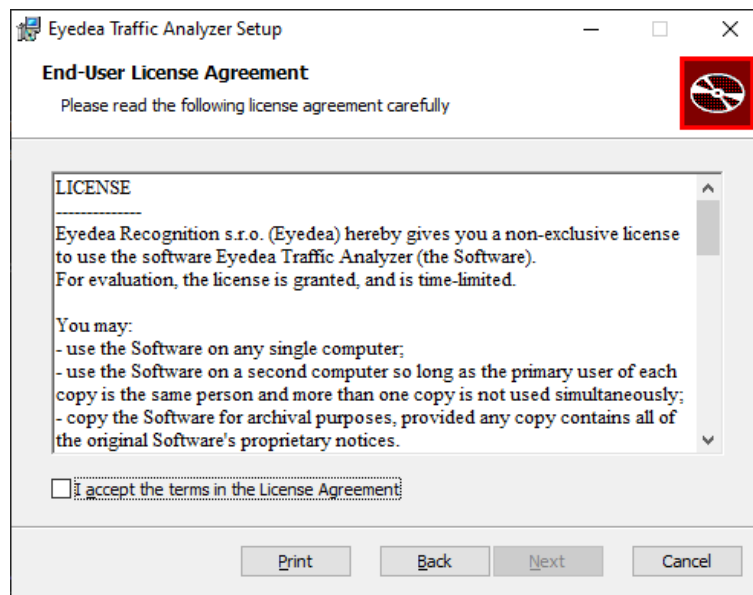 Eyedea Traffic Analyzer Setup
End-User License Agreement
Please read the following license agreement carefully
LICENSE
--------------
Eyedea Recognition s.r.o. (Eyedea) hereby gives you a non-exclusive license
to use the software Eyedea Traffic Analyzer (the Software).
For evaluation, the license is granted, and is time-limited.
You may:
- use the Software on any single computer;
- use the Software on a second computer so long as the primary user of each
copy is the same person and more than one copy is not used simultaneously;
- copy the Software for archival purposes, provided any copy contains all of
the original Software's proprietary notices.
I accept the terms in the License Agreement
Print
Back
Next
Cancel